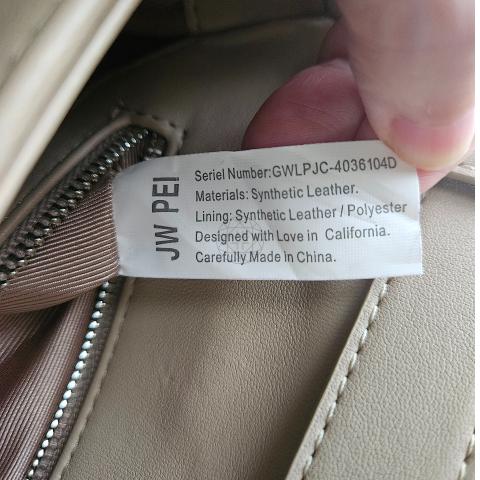 JW PEI
Serial Number:GWLPJC-4036104D
Materials: Synthetic Leather.
Lining: Synthetic Leather / Polyester
Designed with Love in California.
Carefully Made in China.